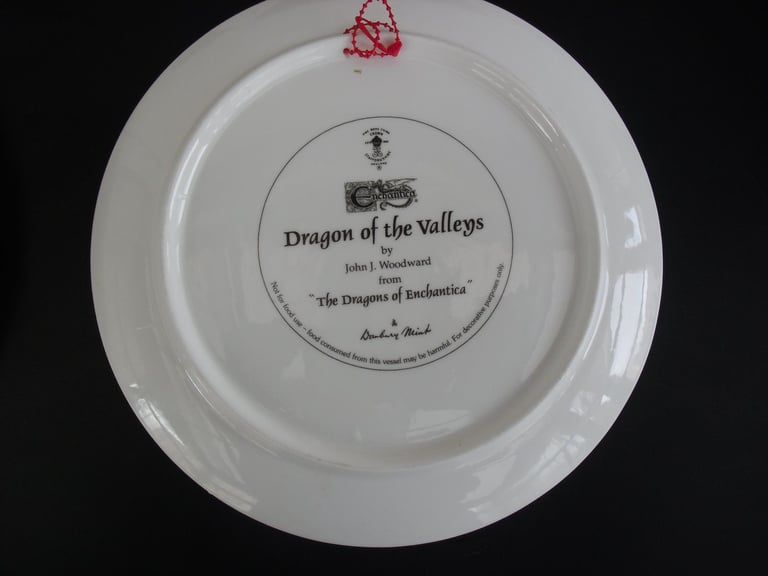 Enchantica
Dragon of the Valleys
by
John J. Woodward
from
"The Dragons of Enchantica"
&
Danbury Mint
Not for food use – food consumed from this vessel may be harmful. For decorative purposes only.